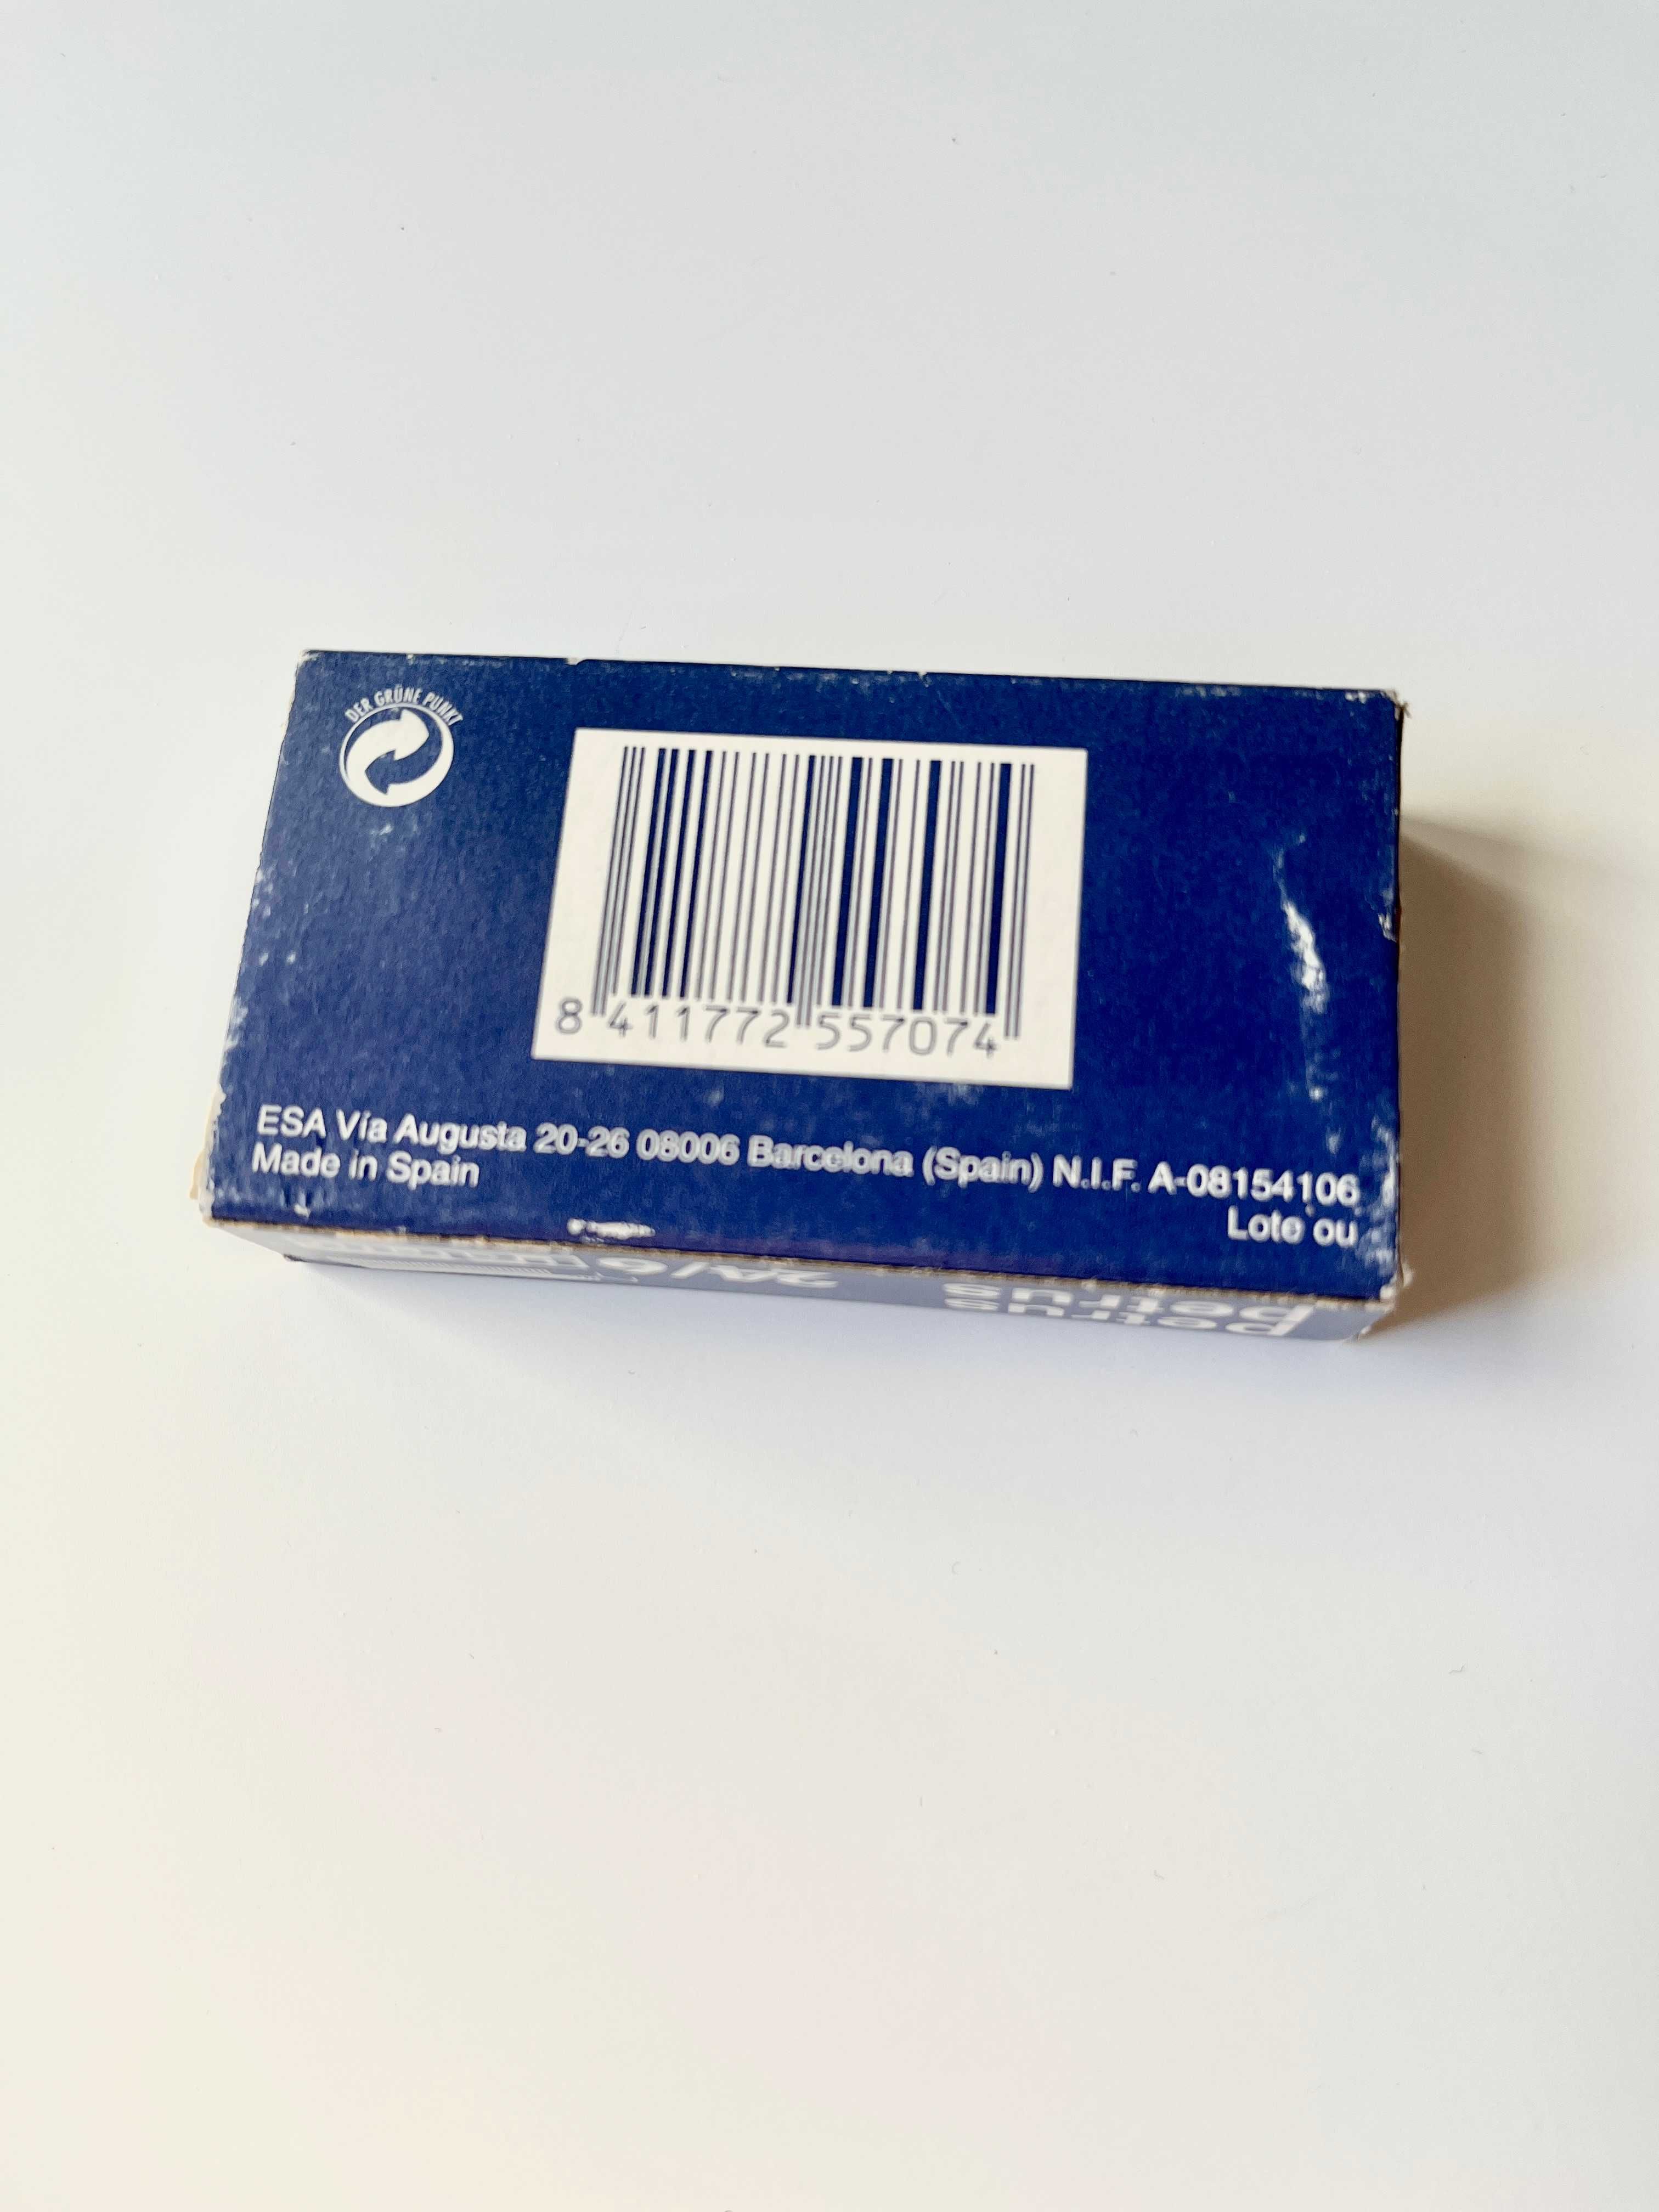 DER GRÜNE PUNKT
8 411772 557074
ESA Vía Augusta 20-26 08006 Barcelona (Spain) N.I.F. A-08154106
Made in Spain
Lote ou
petrus
petrus